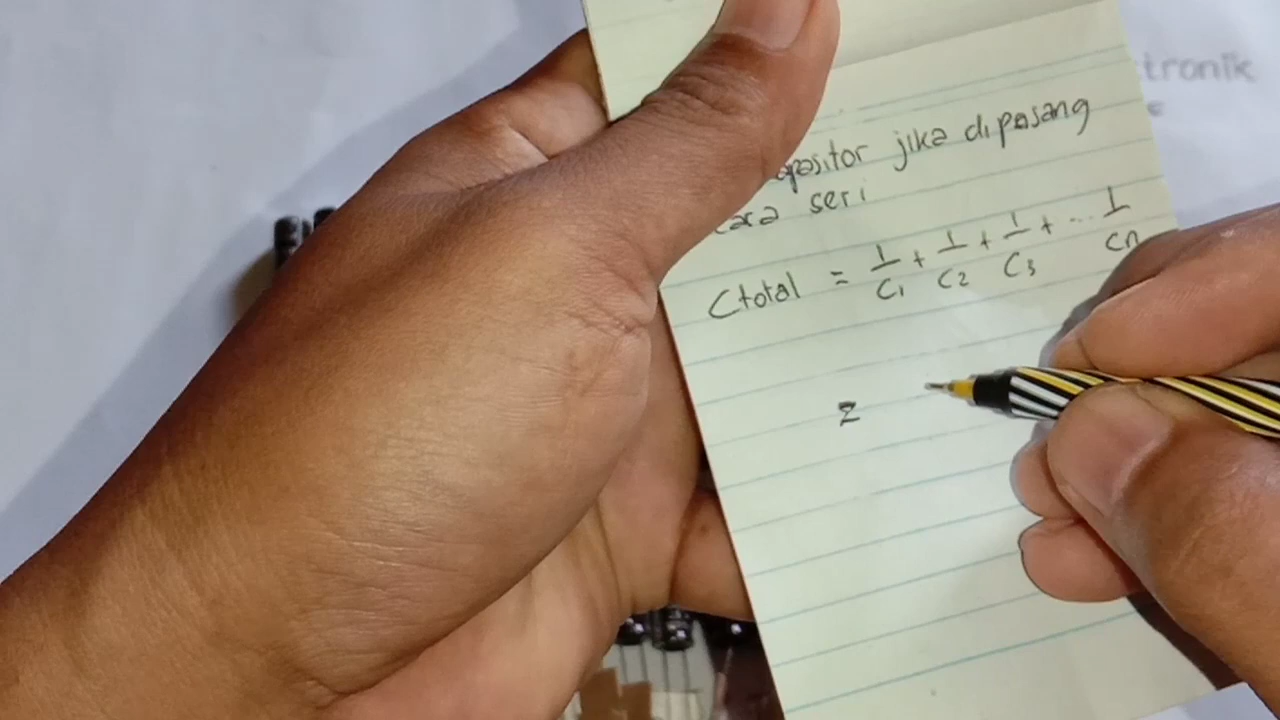 tronik
jika dipasang
seri
Ctotal = 1/C1 + 1/C2 + 1/C3 + ... 1/Cn
=